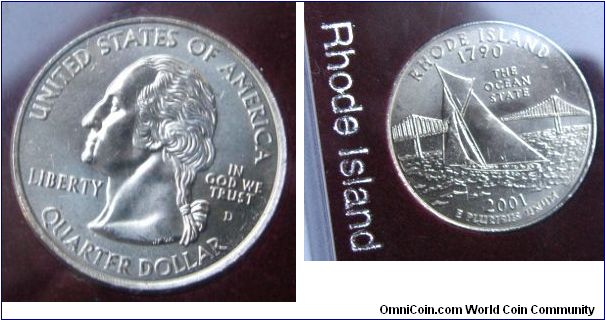 UNITED STATES OF AMERICA
LIBERTY
IN
GOD WE
TRUST
D
QUARTER DOLLAR
Rhode Island
RHODE ISLAND
1790
THE
OCEAN
STATE
2001
E PLURIBUS UNUM
OmniCoin.com World Coin Community